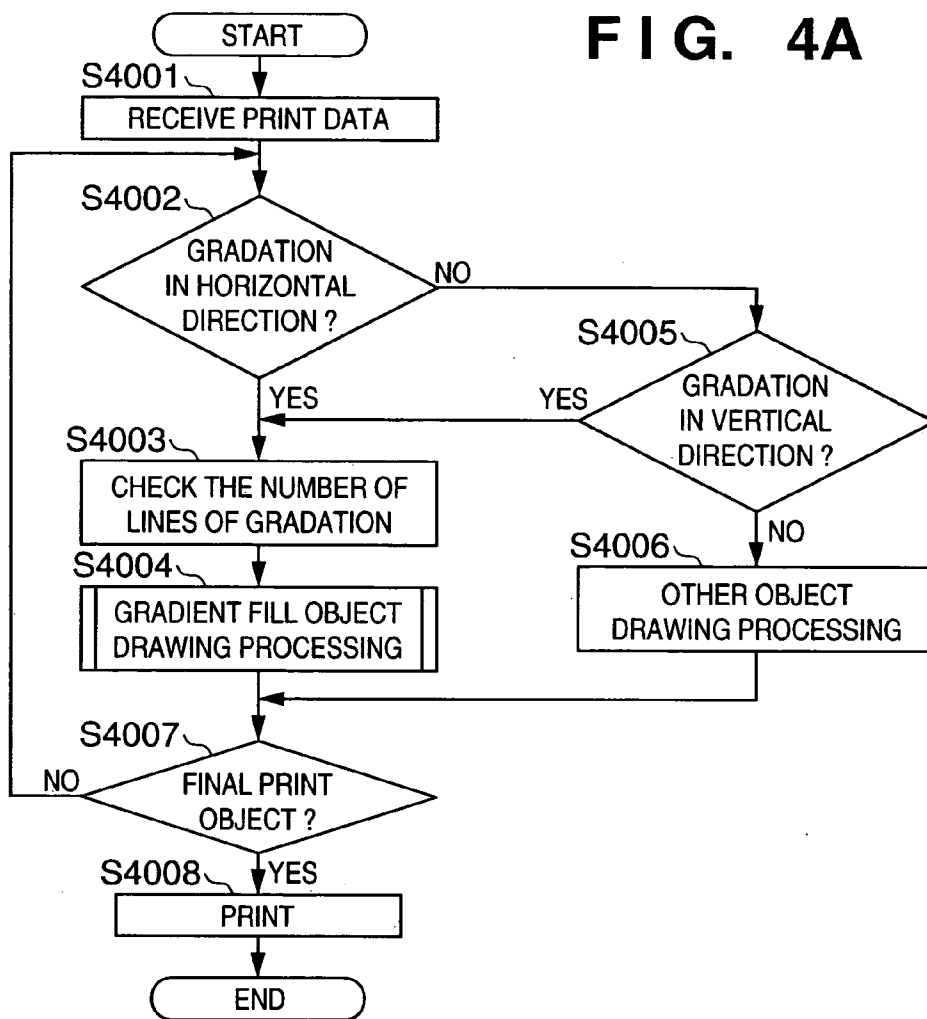 FIG. 4A
START
S4001
RECEIVE PRINT DATA
S4002
GRADATION
IN HORIZONTAL
DIRECTION ?
NO
YES
S4005
GRADATION
IN VERTICAL
DIRECTION ?
YES
NO
S4003
CHECK THE NUMBER OF
LINES OF GRADATION
S4004
GRADIENT FILL OBJECT
DRAWING PROCESSING
S4006
OTHER OBJECT
DRAWING PROCESSING
S4007
FINAL PRINT
OBJECT ?
NO
YES
S4008
PRINT
END